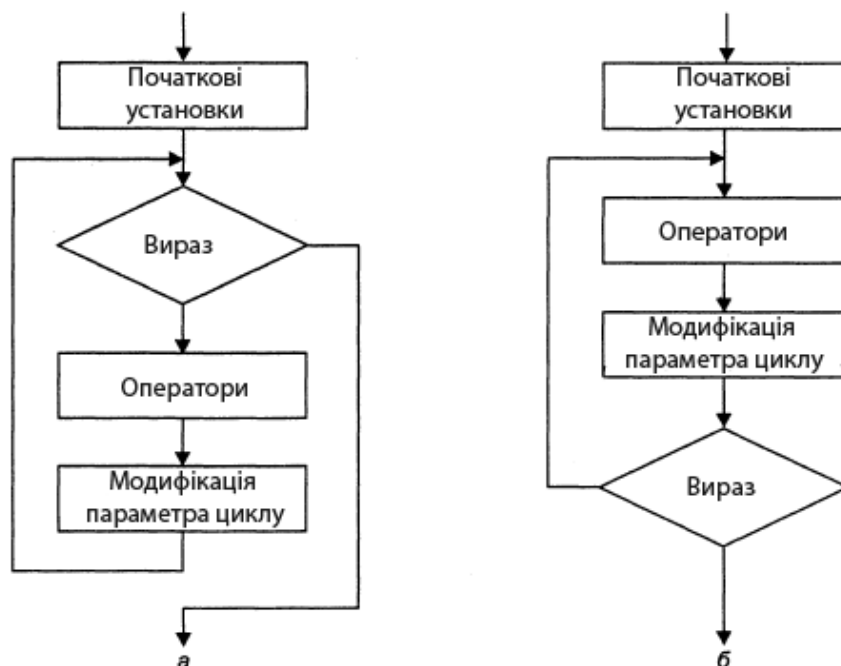 Початкові
установки
Вираз
Оператори
Модифікація
параметра циклу
а
Початкові
установки
Оператори
Модифікація
параметра циклу
Вираз
б